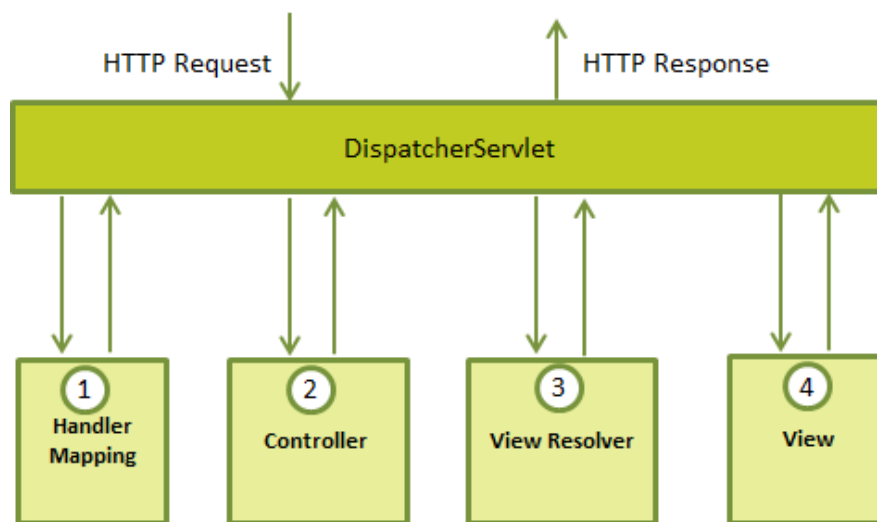 HTTP Request
HTTP Response
DispatcherServlet
1
Handler
Mapping
2
Controller
3
View Resolver
4
View